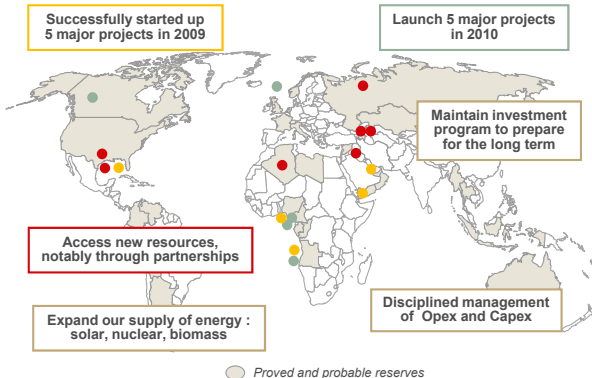 Successfully started up
5 major projects in 2009
Launch 5 major projects
in 2010
Maintain investment
program to prepare
for the long term
Access new resources,
notably through partnerships
Expand our supply of energy :
solar, nuclear, biomass
Disciplined management
of Opex and Capex
Proved and probable reserves